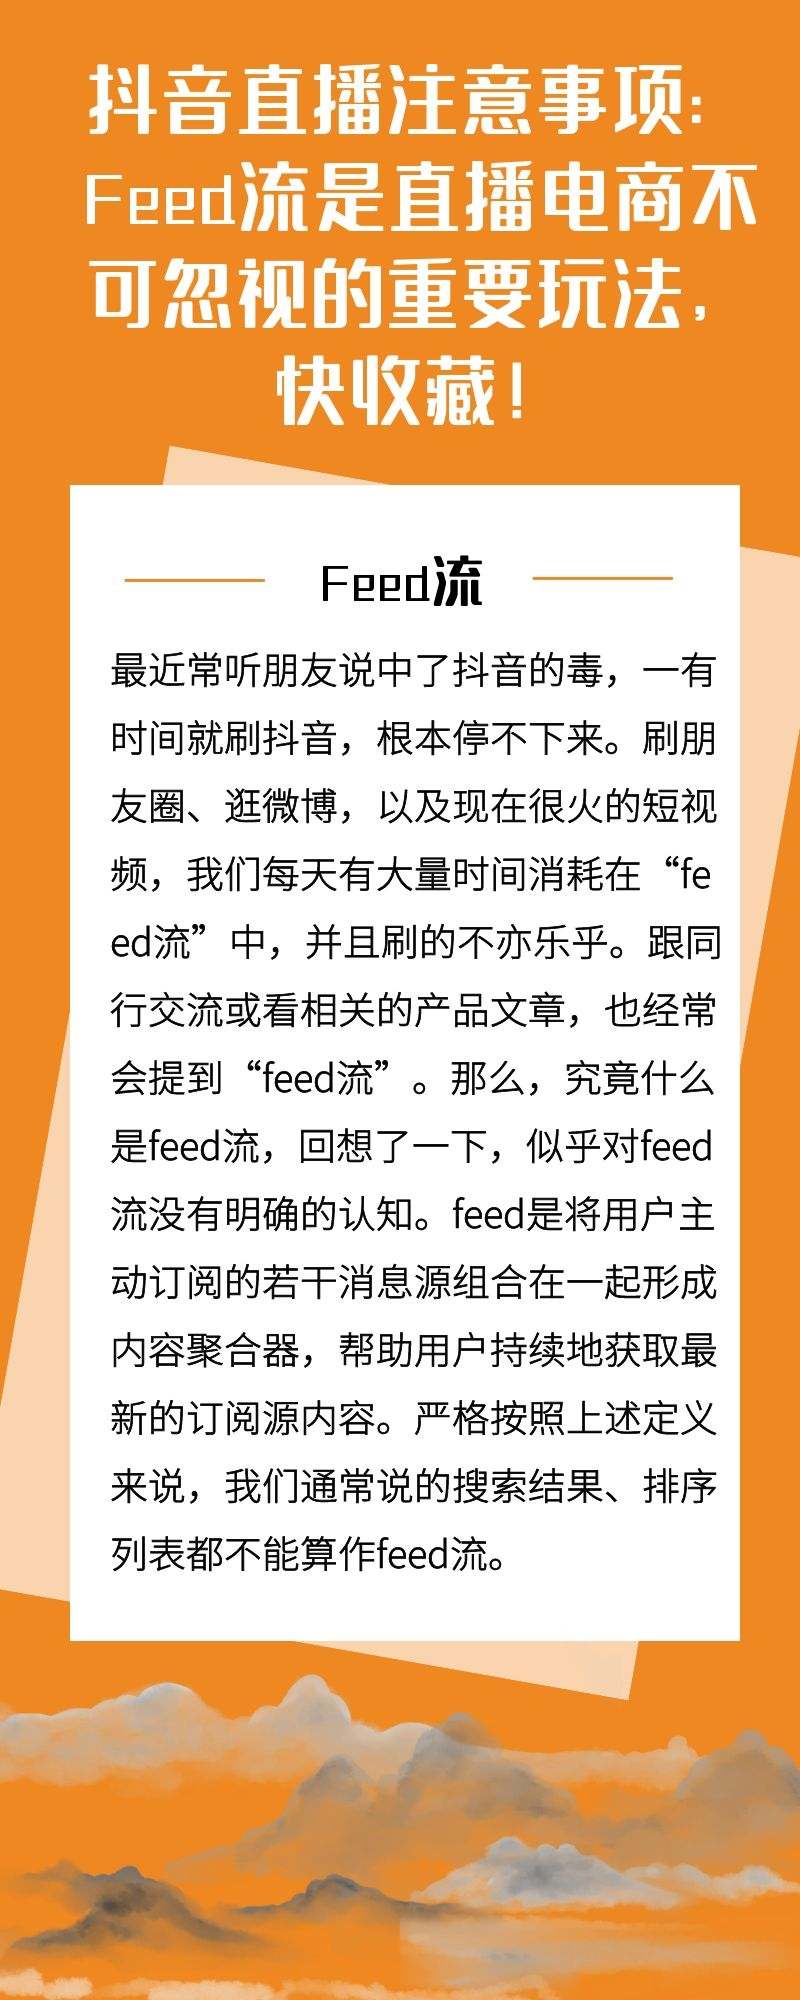 抖音直播注意事项:
Feed流是直播电商不
可忽视的重要玩法,
快收藏!
Feed流
最近常听朋友说中了抖音的毒，一有
时间就刷抖音，根本停不下来。刷朋
友圈、逛微博，以及现在很火的短视
频，我们每天有大量时间消耗在“fe
ed流”中，并且刷的不亦乐乎。跟同
行交流或看相关的产品文章，也经常
会提到“feed流”。那么，究竟什么
是feed流，回想了一下，似乎对feed
流没有明确的认知。feed是将用户主
动订阅的若干消息源组合在一起形成
内容聚合器，帮助用户持续地获取最
新的订阅源内容。严格按照上述定义
来说，我们通常说的搜索结果、排序
列表都不能算作feed流。